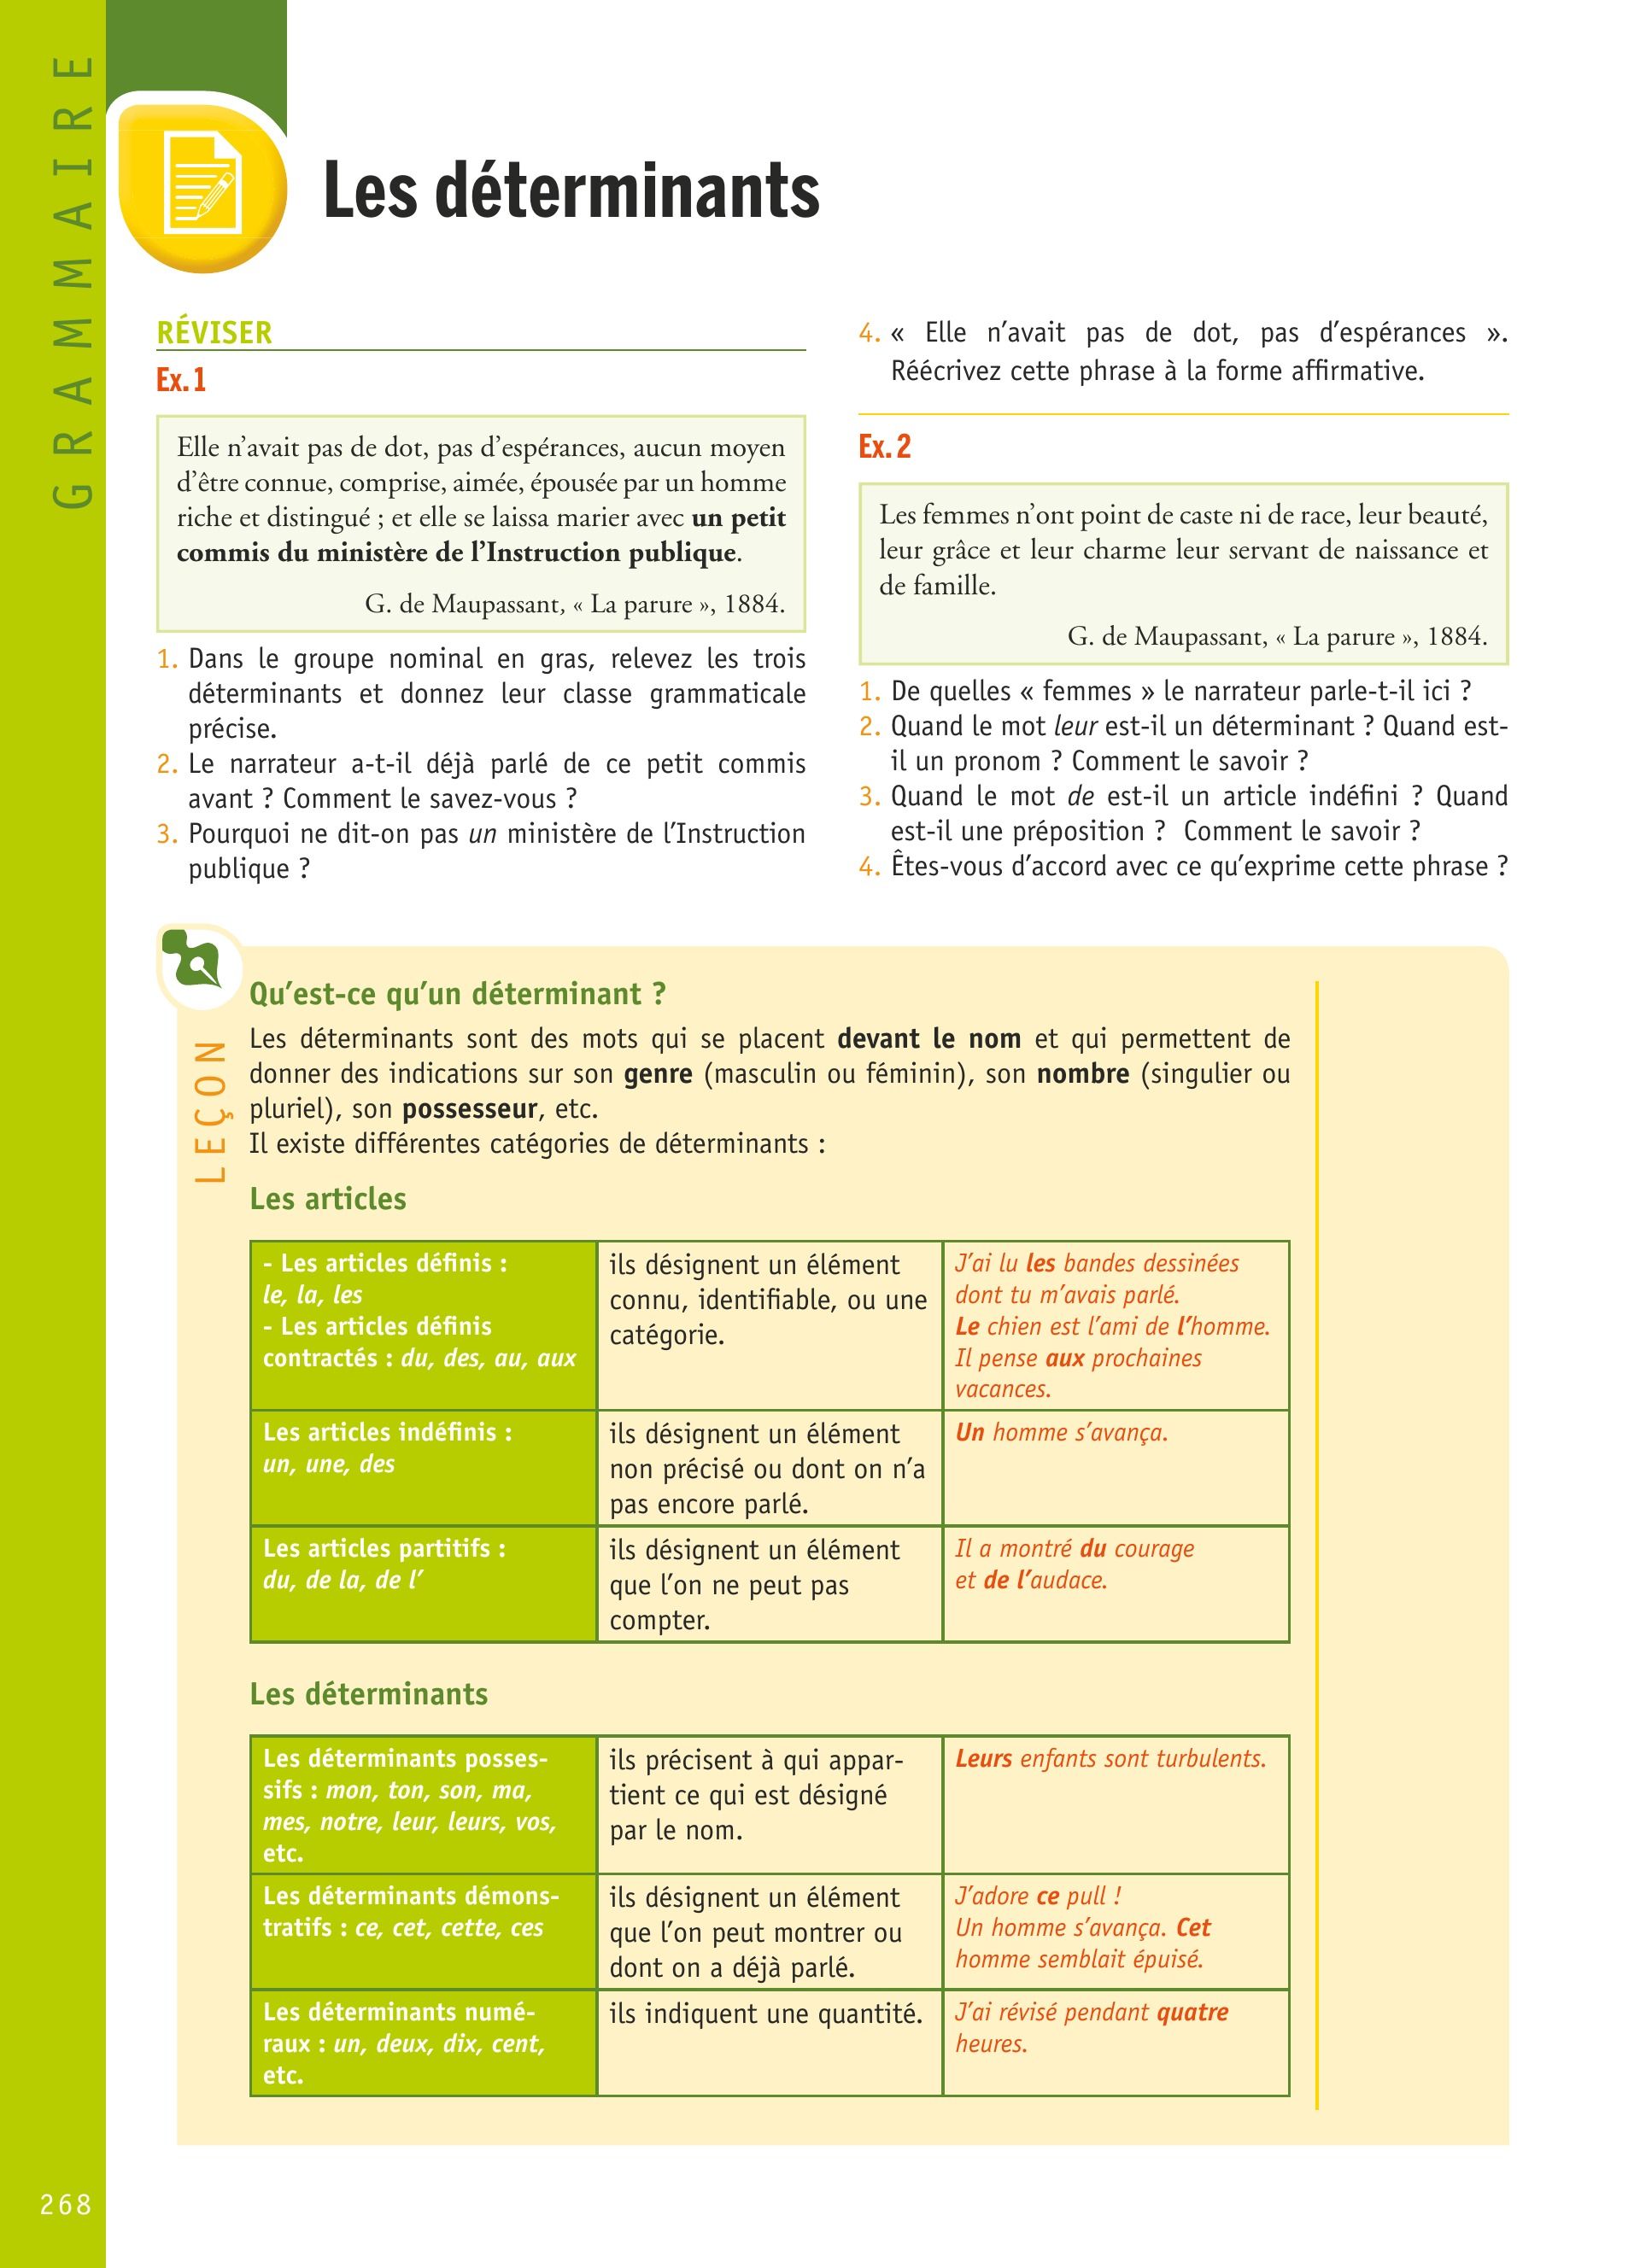 GRAMMAIRE
Les déterminants
RÉVISER
Ex. 1
Elle n’avait pas de dot, pas d’espérances, aucun moyen
d’être connue, comprise, aimée, épousée par un homme
riche et distingué ; et elle se laissa marier avec un petit
commis du ministère de l’Instruction publique.
G. de Maupassant, « La parure », 1884.
1. Dans le groupe nominal en gras, relevez les trois
déterminants et donnez leur classe grammaticale
précise.
2. Le narrateur a-t-il déjà parlé de ce petit commis
avant ? Comment le savez-vous ?
3. Pourquoi ne dit-on pas un ministère de l’Instruction
publique ?
4. « Elle n’avait pas de dot, pas d’espérances ».
Réécrivez cette phrase à la forme affirmative.
Ex. 2
Les femmes n’ont point de caste ni de race, leur beauté,
leur grâce et leur charme leur servant de naissance et
de famille.
G. de Maupassant, « La parure », 1884.
1. De quelles « femmes » le narrateur parle-t-il ici ?
2. Quand le mot leur est-il un déterminant ? Quand est-
il un pronom ? Comment le savoir ?
3. Quand le mot de est-il un article indéfini ? Quand
est-il une préposition ? Comment le savoir ?
4. Êtes-vous d’accord avec ce qu’exprime cette phrase ?
LEÇON
Qu’est-ce qu’un déterminant ?
Les déterminants sont des mots qui se placent devant le nom et qui permettent de
donner des indications sur son genre (masculin ou féminin), son nombre (singulier ou
pluriel), son possesseur, etc.
Il existe différentes catégories de déterminants :
Les articles
- Les articles définis :
le, la, les
- Les articles définis
contractés : du, des, au, aux
ils désignent un élément
connu, identifiable, ou une
catégorie.
J’ai lu les bandes dessinées
dont tu m’avais parlé.
Le chien est l’ami de l’homme.
Il pense aux prochaines
vacances.
Les articles indéfinis :
un, une, des
ils désignent un élément
non précisé ou dont on n’a
pas encore parlé.
Un homme s’avança.
Les articles partitifs :
du, de la, de l’
ils désignent un élément
que l’on ne peut pas
compter.
Il a montré du courage
et de l’audace.
Les déterminants
Les déterminants posses-
sifs : mon, ton, son, ma,
mes, notre, leur, leurs, vos,
etc.
ils précisent à qui appar-
tient ce qui est désigné
par le nom.
Leurs enfants sont turbulents.
Les déterminants démons-
tratifs : ce, cet, cette, ces
ils désignent un élément
que l’on peut montrer ou
dont on a déjà parlé.
J’adore ce pull !
Un homme s’avança. Cet
homme semblait épuisé.
Les déterminants numé-
raux : un, deux, dix, cent,
etc.
ils indiquent une quantité.
J’ai révisé pendant quatre
heures.
268